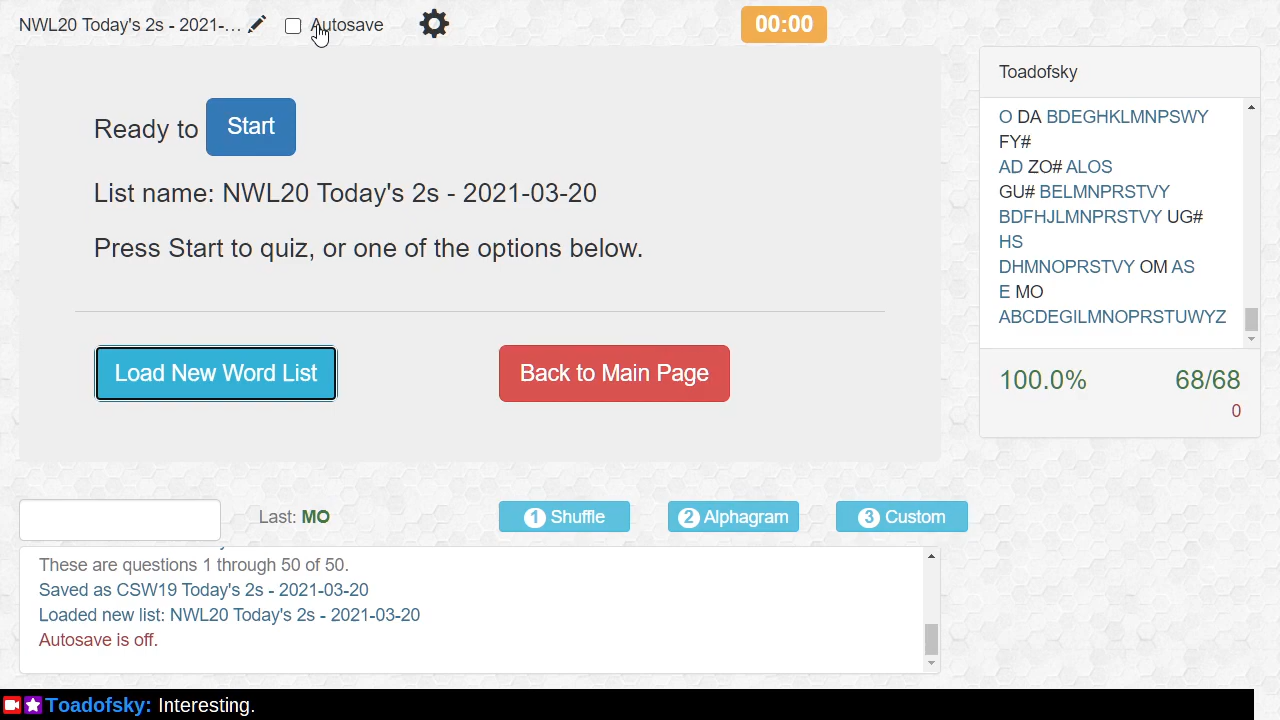 NWL20 Today's 2s - 2021-... Autosave
00:00
Toadofsky
Ready to Start
List name: NWL20 Today's 2s - 2021-03-20
Press Start to quiz, or one of the options below.
Load New Word List
Back to Main Page
O DA BDEGHKLMNPSWY
FY#
AD ZO# ALOS
GU# BELMNPRSTVY
BDFHJLMNPRSTVY UG#
HS
DHMNOPRSTVY OM AS
E MO
ABCDEGILMNOPRSTUWYZ
100.0% 68/68
0
Last: MO
1 Shuffle
2 Alphagram
3 Custom
These are questions 1 through 50 of 50.
Saved as CSW19 Today's 2s - 2021-03-20
Loaded new list: NWL20 Today's 2s - 2021-03-20
Autosave is off.
Toadofsky: Interesting.